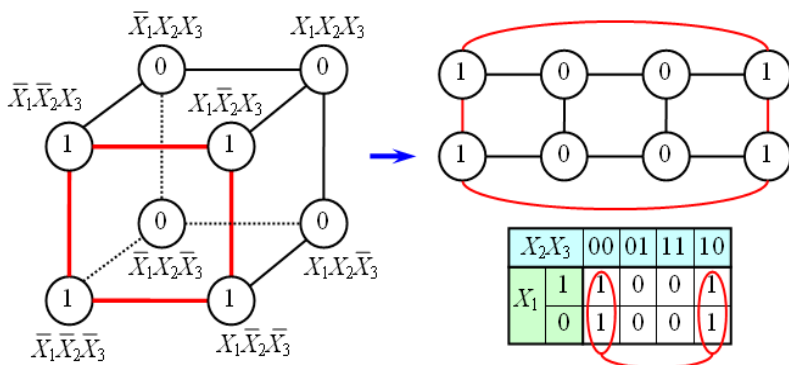 X̅₁X₂X₃ X₁X₂X₃
0 0
X̅₁X̅₂X₃ X₁X̅₂X₃
1 1
0 0
X̅₁X₂X̅₃ X₁X₂X̅₃
1 1
X̅₁X̅₂X̅₃ X₁X̅₂X̅₃
1 0 0 1
1 0 0 1
X₂X₃ 00 01 11 10
X₁ 1 1 0 0 1
0 1 0 0 1